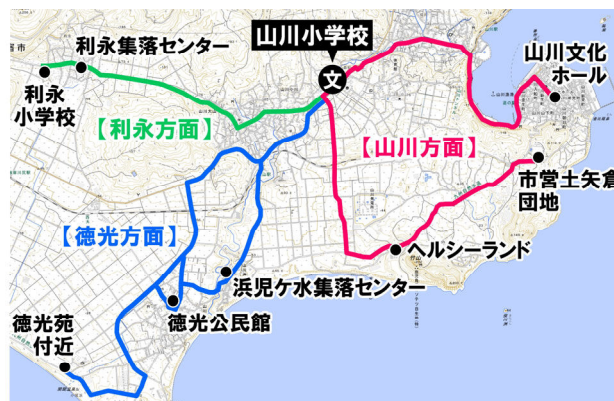 山川小学校
文
利永集落センター
利永
小学校
【利永方面】
山川文化
ホール
【山川方面】
市営土矢倉
団地
【徳光方面】
ヘルシーランド
浜児ケ水集落センター
徳光公民館
徳光苑
付近